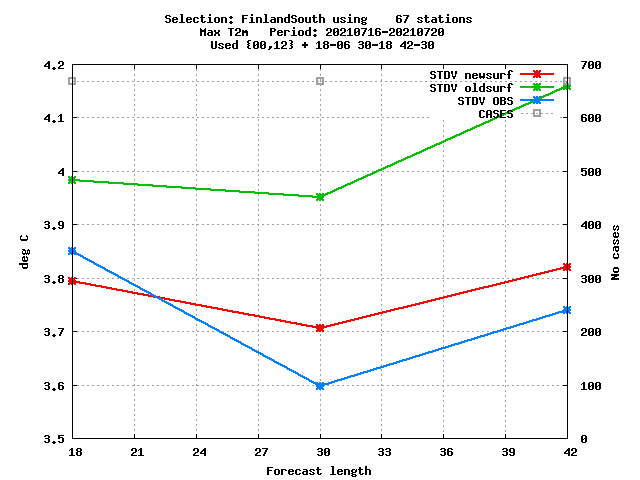 Selection: FinlandSouth using    67 stations
Max T2m   Period: 20210716-20210720
Used {00,12} + 18-06 30-18 42-30
4.2
4.1
4
3.9
3.8
3.7
3.6
3.5
deg C
700
600
500
400
300
200
100
0
No cases
STDV newsurf
STDV oldsurf
STDV OBS
CASES
18 21 24 27 30 33 36 39 42
Forecast length